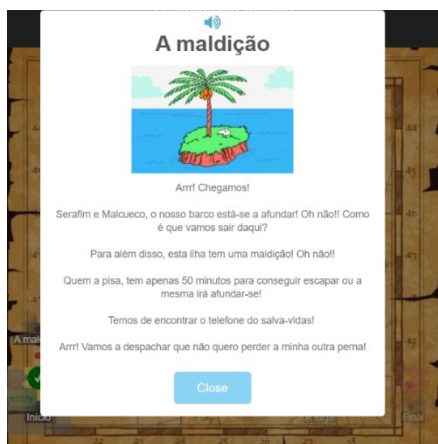 A maldição
Arrr! Chegamos!
Serafim e Malcueco, o nosso barco está-se a afundar! Oh não!! Como
é que vamos sair daqui?
Para além disso, esta ilha tem uma maldição! Oh não!!
Quem a pisa, tem apenas 50 minutos para conseguir escapar ou a
mesma irá afundar-se!
Temos de encontrar o telefone do salva-vidas!
Arrr! Vamos a despachar que não quero perder a minha outra perna!
Close
A mal
entry
Início
Final